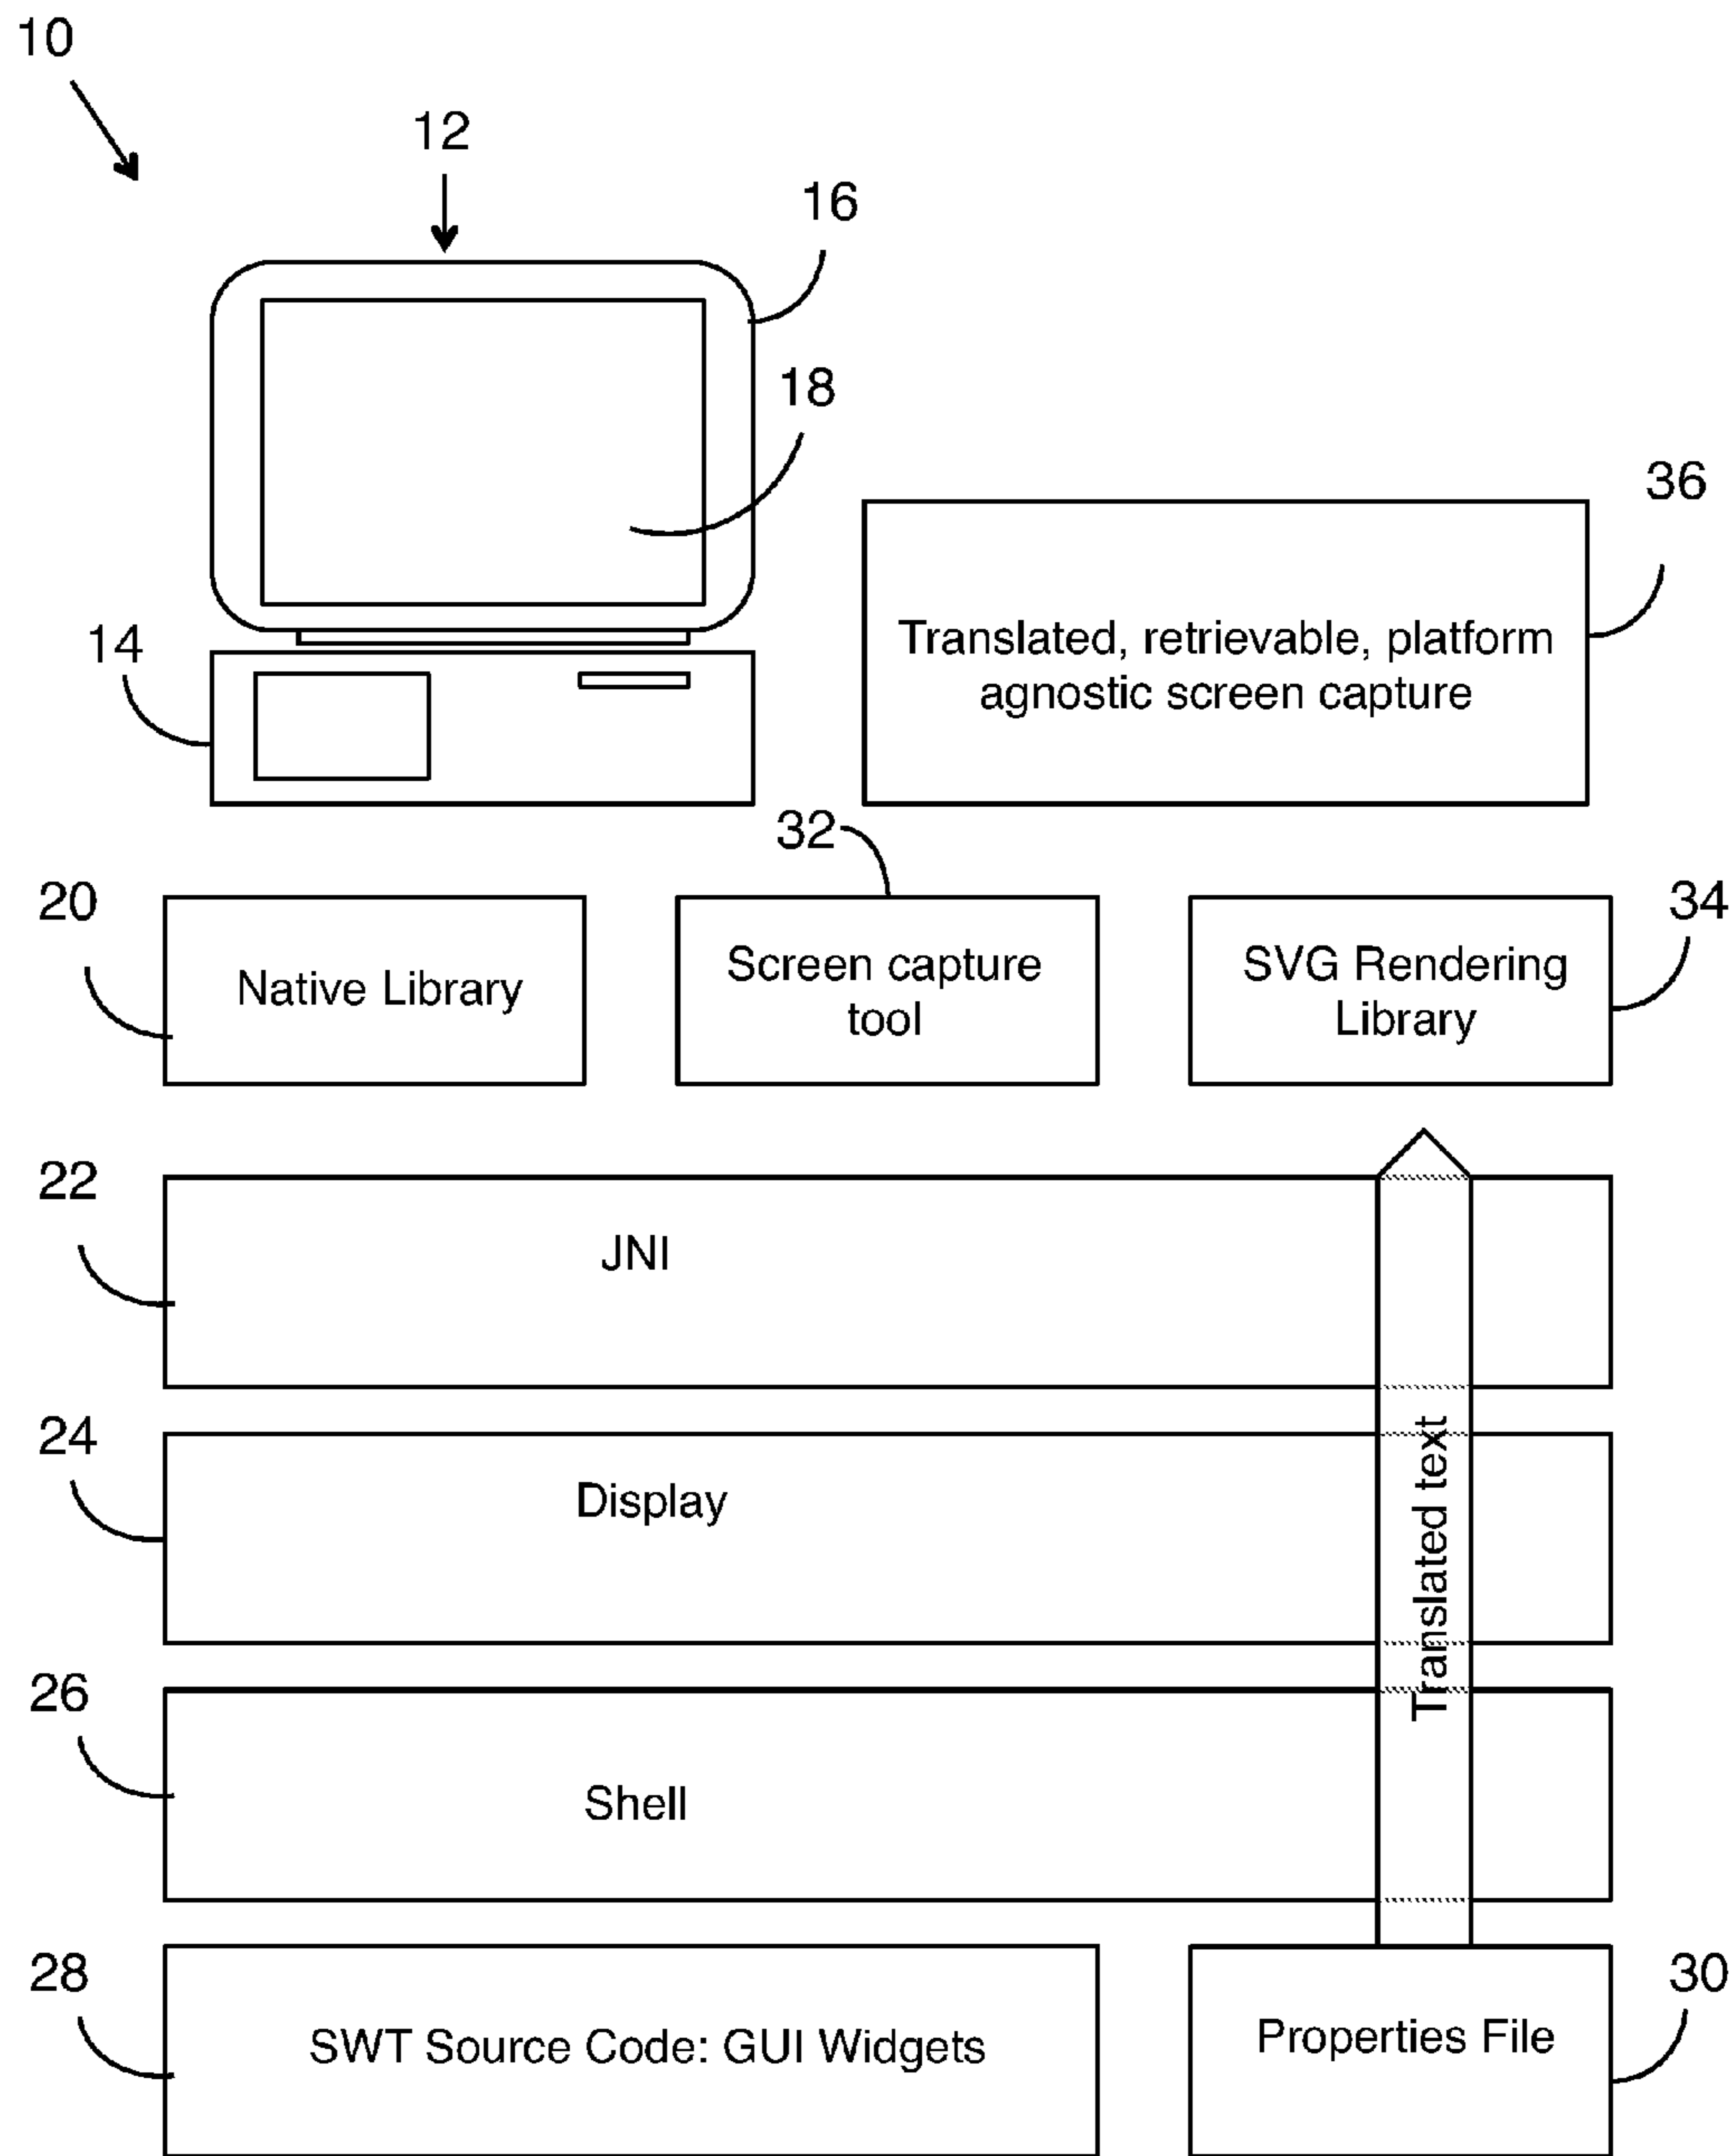 10
12
16
18
36
14
Translated, retrievable, platform
agnostic screen capture
32
20
34
Native Library
Screen capture
tool
SVG Rendering
Library
22
JNI
24
Display
Translated text
26
Shell
28
30
SWT Source Code: GUI Widgets
Properties File